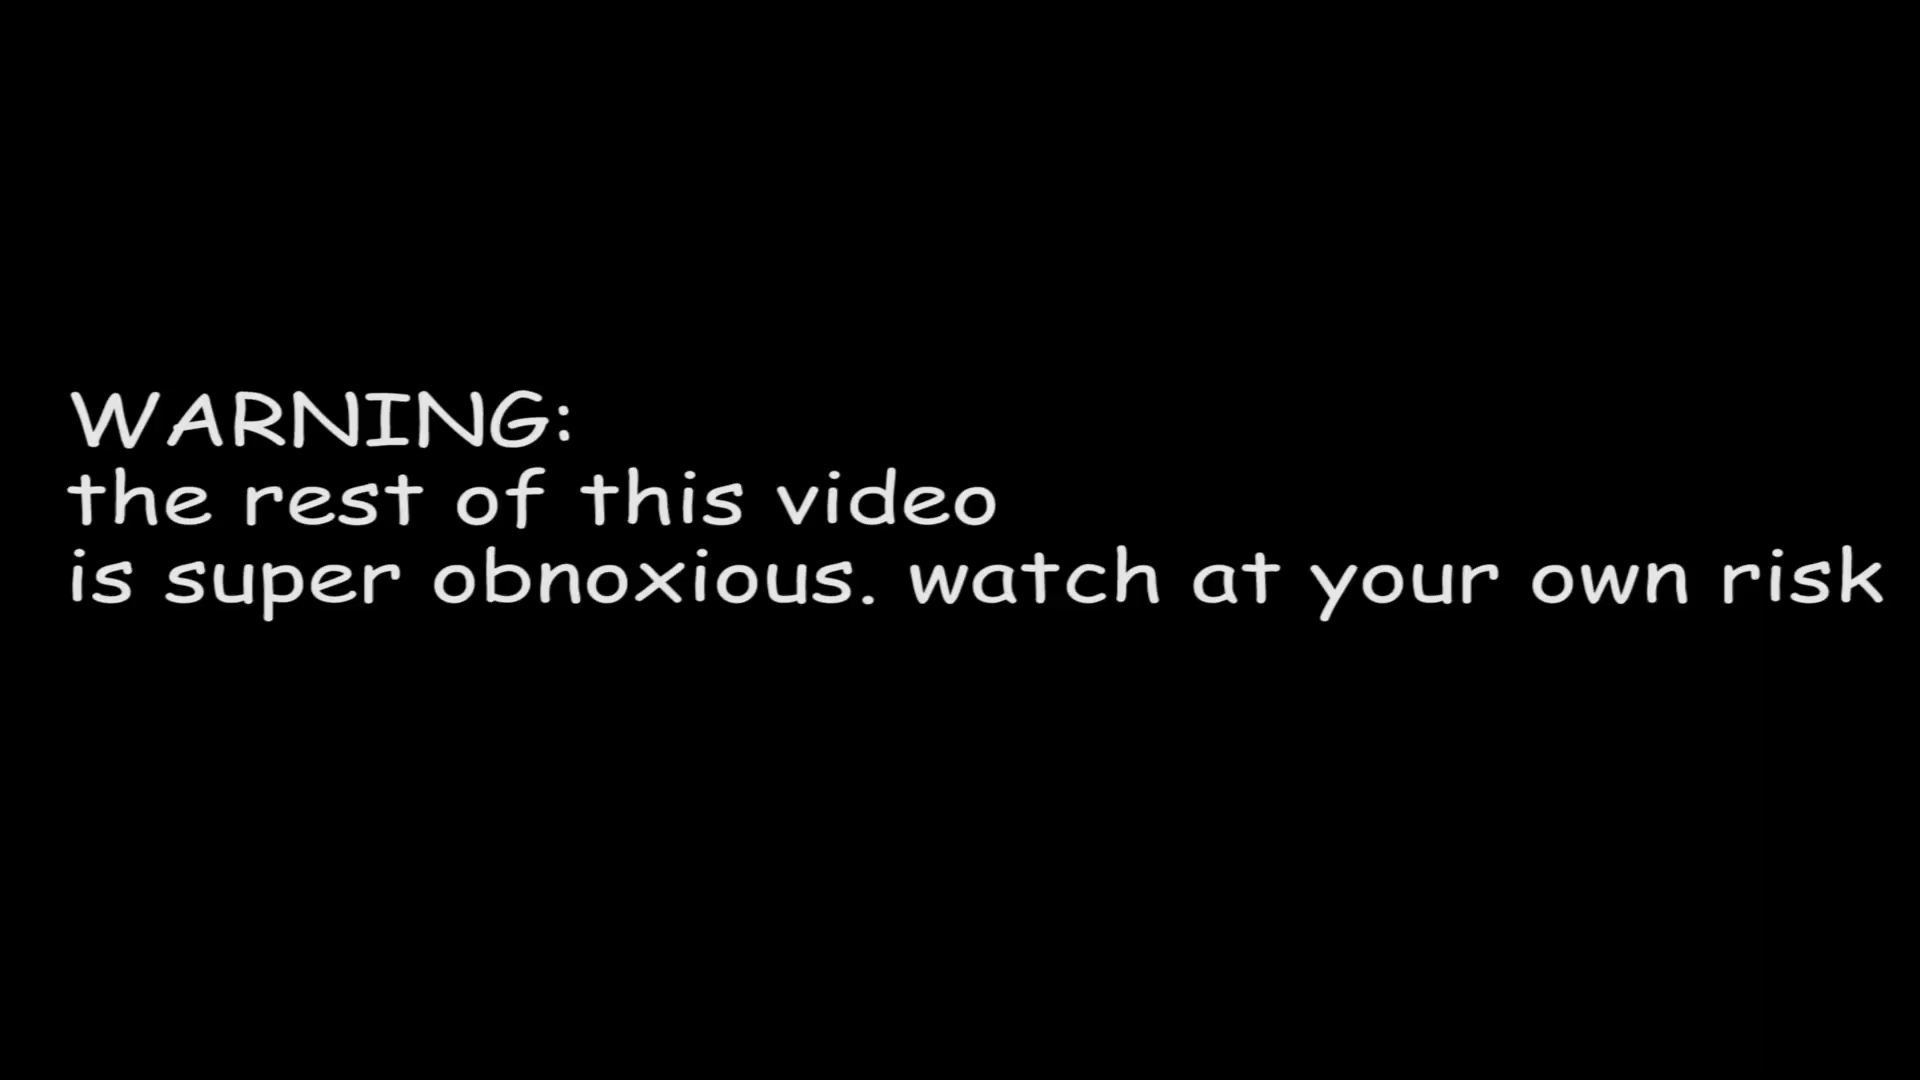 WARNING:
the rest of this video
is super obnoxious. watch at your own risk